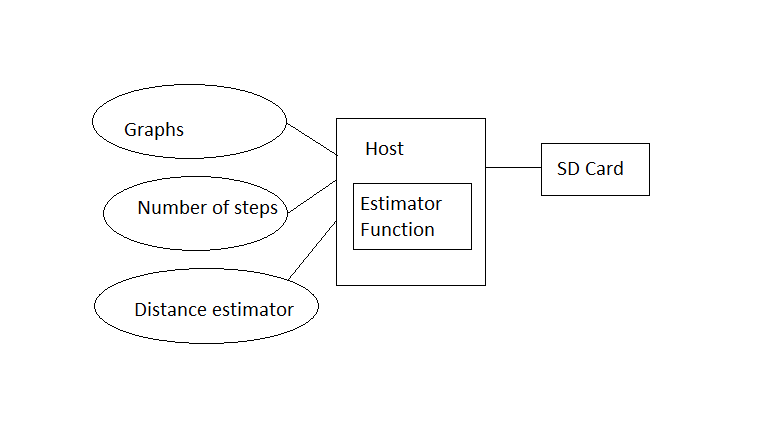 Graphs
Number of steps
Distance estimator
Host
Estimator
Function
SD Card